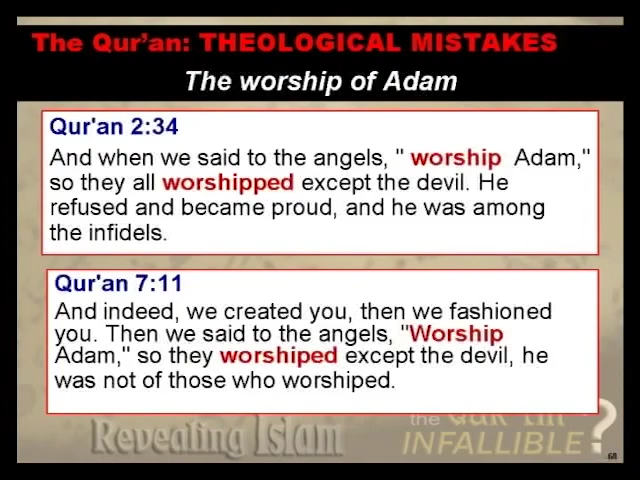 The Qur'an: THEOLOGICAL MISTAKES
The worship of Adam
Qur'an 2:34
And when we said to the angels, " worship Adam,"
so they all worshipped except the devil. He
refused and became proud, and he was among
the infidels.
Qur'an 7:11
And indeed, we created you, then we fashioned
you. Then we said to the angels, "Worship
Adam," so they worshiped except the devil, he
was not of those who worshiped.
the Qur'an
Revealing Islam
INFALLIBLE?
68